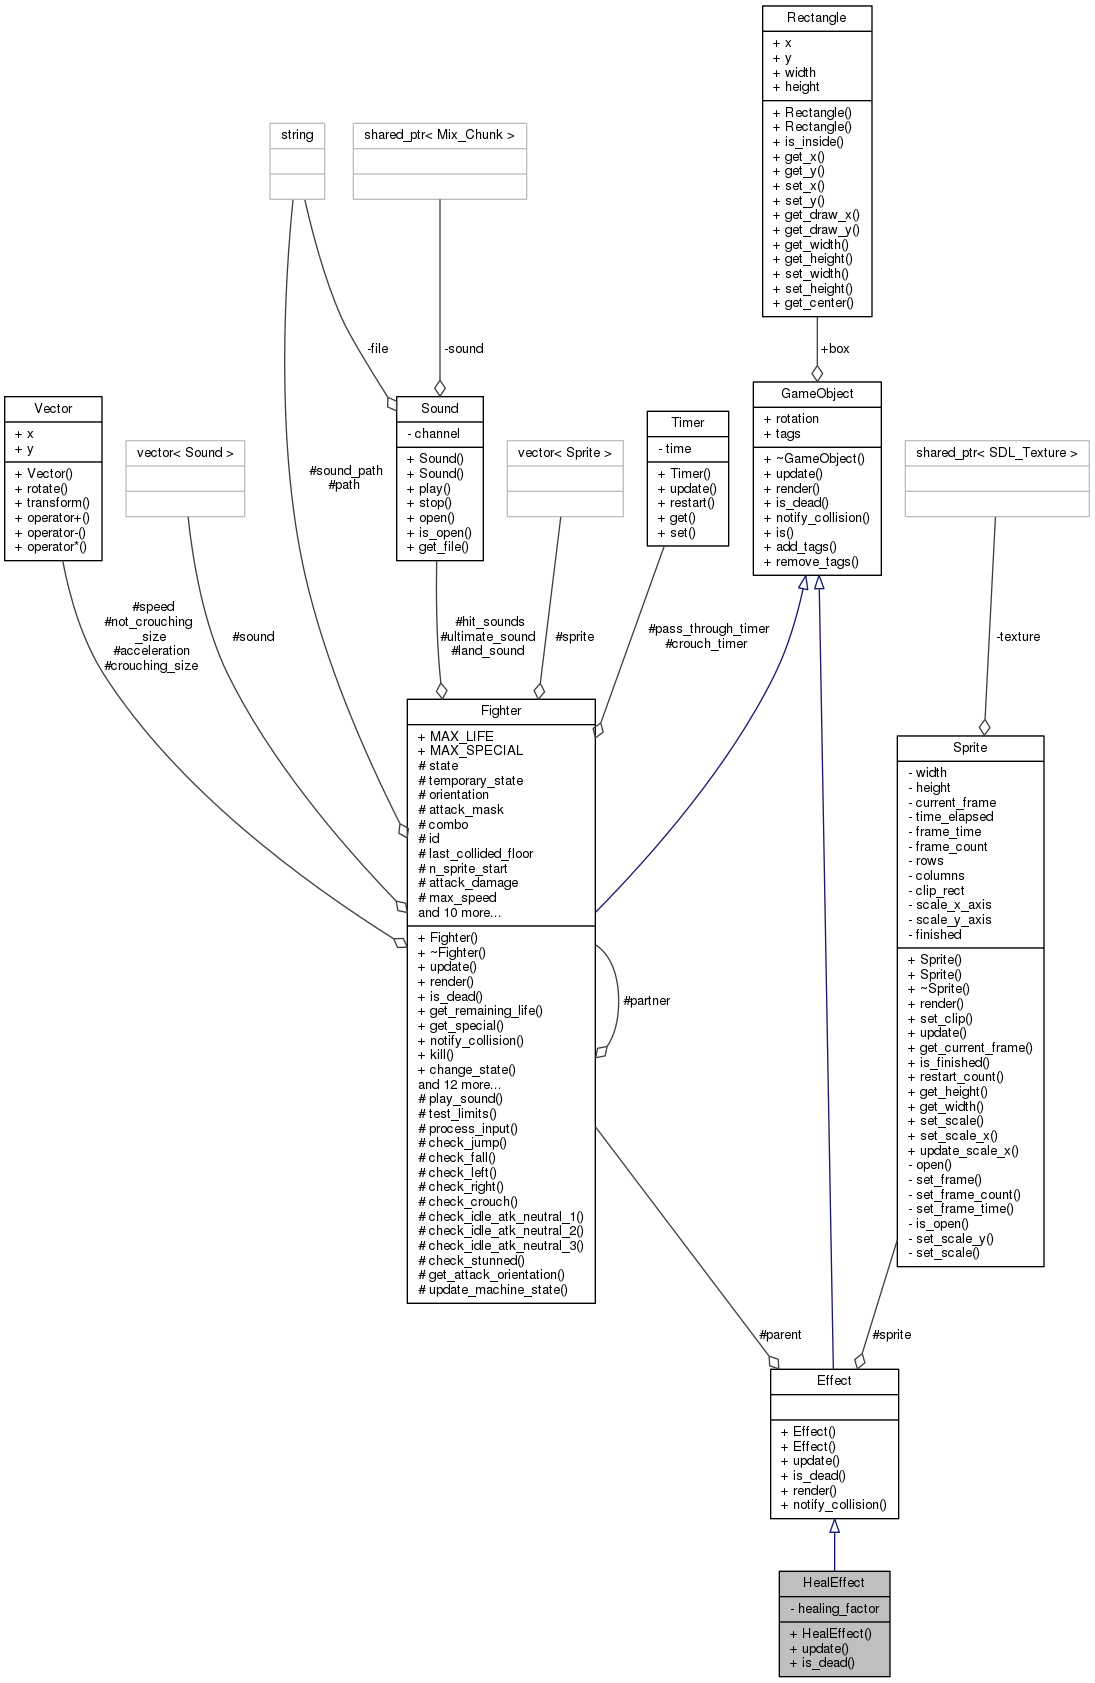 Rectangle
+ x
+ y
+ width
+ height
+ Rectangle()
+ Rectangle()
+ is_inside()
+ get_x()
+ get_y()
+ set_x()
+ set_y()
+ get_draw_x()
+ get_draw_y()
+ get_width()
+ get_height()
+ set_width()
+ set_height()
+ get_center()
string
shared_ptr< Mix_Chunk >
-file
-sound
+box
Vector
+ x
+ y
+ Vector()
+ rotate()
+ transform()
+ operator+()
+ operator-()
+ operator*()
vector< Sound >
#sound_path
#path
Sound
- channel
+ Sound()
+ Sound()
+ play()
+ stop()
+ open()
+ is_open()
+ get_file()
vector< Sprite >
Timer
- time
+ Timer()
+ update()
+ restart()
+ get()
+ set()
GameObject
+ rotation
+ tags
+ ~GameObject()
+ update()
+ render()
+ is_dead()
+ notify_collision()
+ is()
+ add_tags()
+ remove_tags()
shared_ptr< SDL_Texture >
#speed
#not_crouching
_size
#acceleration
#crouching_size
#sound
#hit_sounds
#ultimate_sound
#land_sound
#sprite
#pass_through_timer
#crouch_timer
-texture
Fighter
+ MAX_LIFE
+ MAX_SPECIAL
# state
# temporary_state
# orientation
# attack_mask
# combo
# id
# last_collided_floor
# n_sprite_start
# attack_damage
# max_speed
and 10 more...
+ Fighter()
+ ~Fighter()
+ update()
+ render()
+ is_dead()
+ get_remaining_life()
+ get_special()
+ notify_collision()
+ kill()
+ change_state()
and 12 more...
# play_sound()
# test_limits()
# process_input()
# check_jump()
# check_fall()
# check_left()
# check_right()
# check_crouch()
# check_idle_atk_neutral_1()
# check_idle_atk_neutral_2()
# check_idle_atk_neutral_3()
# check_stunned()
# get_attack_orientation()
# update_machine_state()
#partner
Sprite
- width
- height
- current_frame
- time_elapsed
- frame_time
- frame_count
- rows
- columns
- clip_rect
- scale_x_axis
- scale_y_axis
- finished
+ Sprite()
+ Sprite()
+ ~Sprite()
+ render()
+ set_clip()
+ update()
+ get_current_frame()
+ is_finished()
+ restart_count()
+ get_height()
+ get_width()
+ set_scale()
+ set_scale_x()
+ update_scale_x()
- open()
- set_frame()
- set_frame_count()
- set_frame_time()
- is_open()
- set_scale_y()
- set_scale()
#parent
#sprite
Effect
+ Effect()
+ Effect()
+ update()
+ is_dead()
+ render()
+ notify_collision()
HealEffect
- healing_factor
+ HealEffect()
+ update()
+ is_dead()